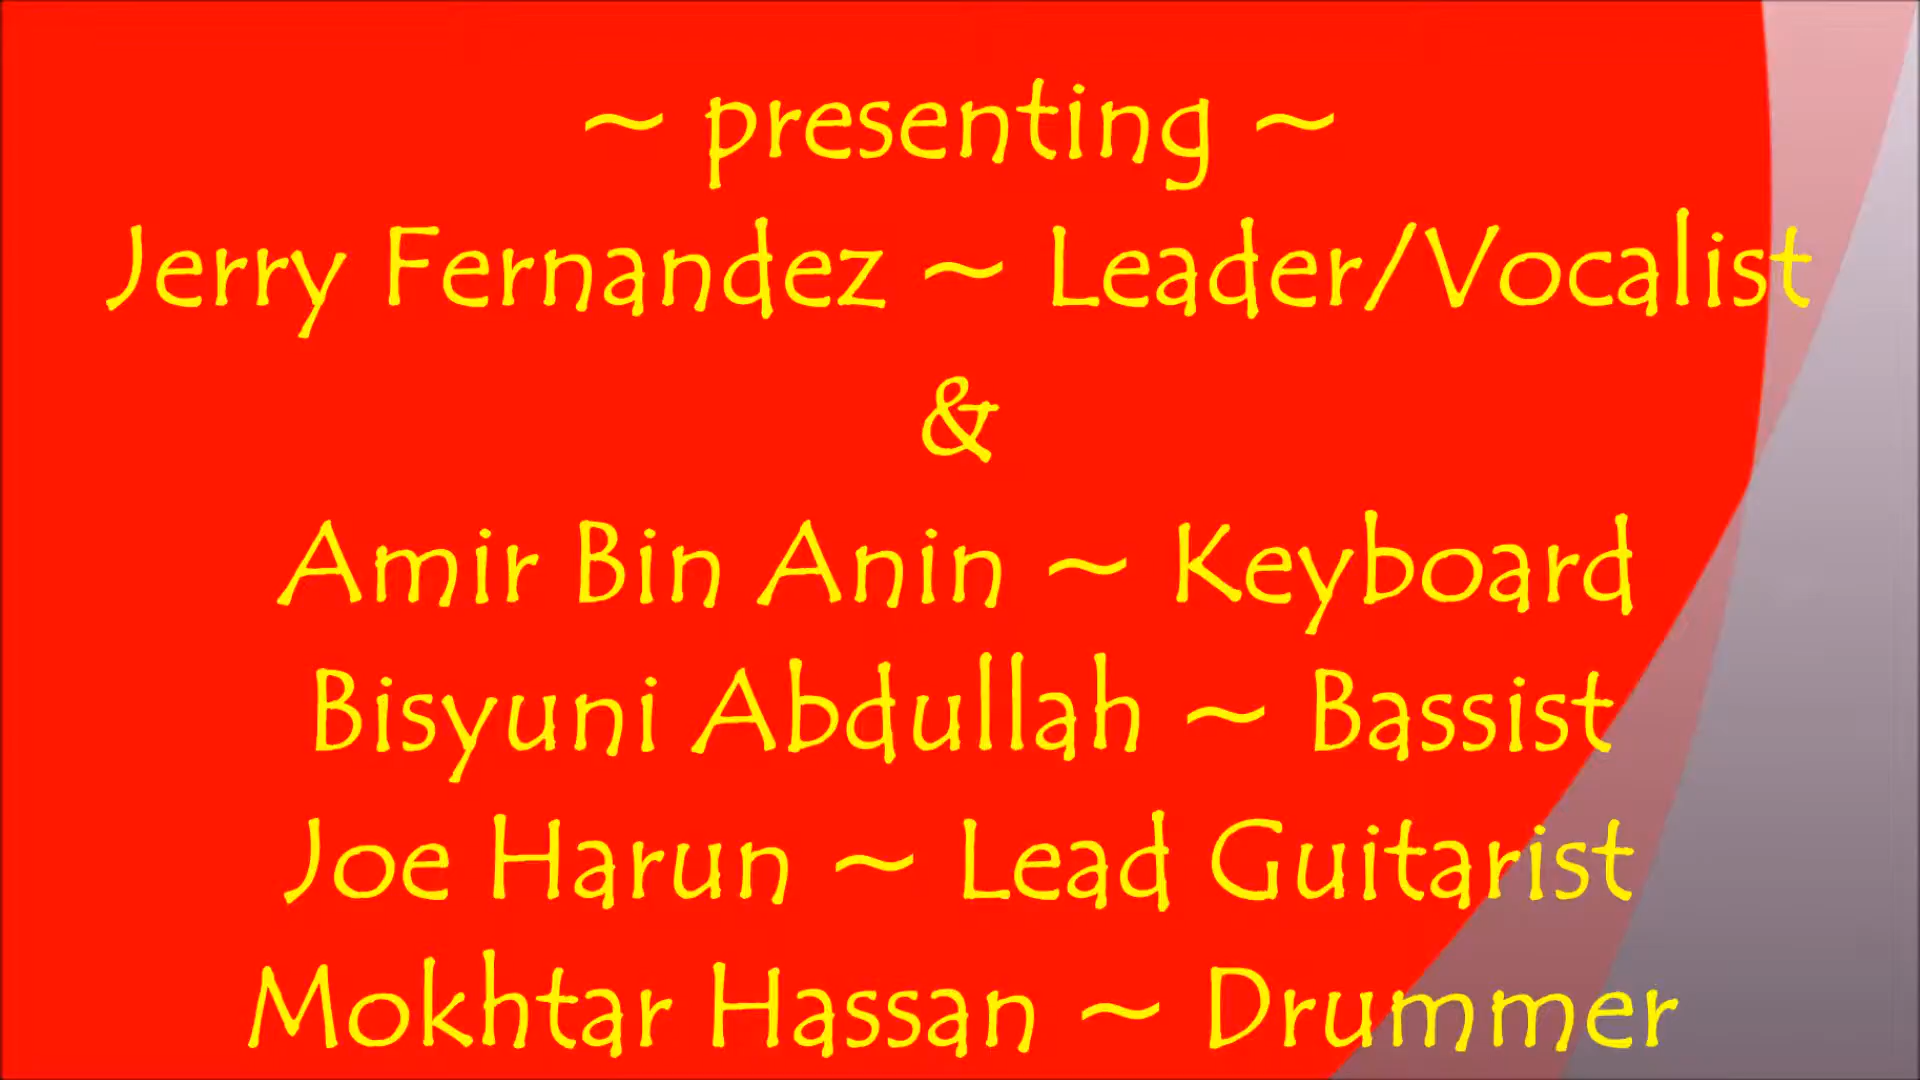 ~ presenting ~
Jerry Fernandez ~ Leader/Vocalist
&
Amir Bin Anin ~ Keyboard
Bisyuni Abdullah ~ Bassist
Joe Harun ~ Lead Guitarist
Mokhtar Hassan ~ Drummer